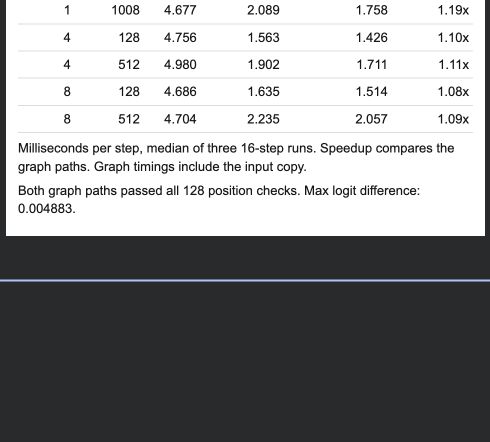 1 1008 4.677 2.089 1.758 1.19x
4 128 4.756 1.563 1.426 1.10x
4 512 4.980 1.902 1.711 1.11x
8 128 4.686 1.635 1.514 1.08x
8 512 4.704 2.235 2.057 1.09x
Milliseconds per step, median of three 16-step runs. Speedup compares the
graph paths. Graph timings include the input copy.
Both graph paths passed all 128 position checks. Max logit difference:
0.004883.